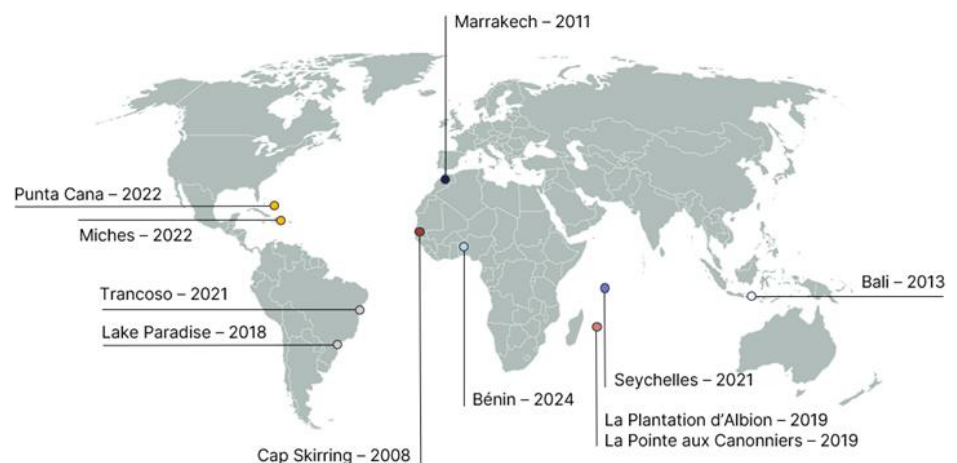 Marrakech – 2011
Punta Cana – 2022
Miches – 2022
Trancoso – 2021
Bali – 2013
Lake Paradise – 2018
Seychelles – 2021
Bénin – 2024
La Plantation d'Albion – 2019
La Pointe aux Canonniers – 2019
Cap Skirring – 2008